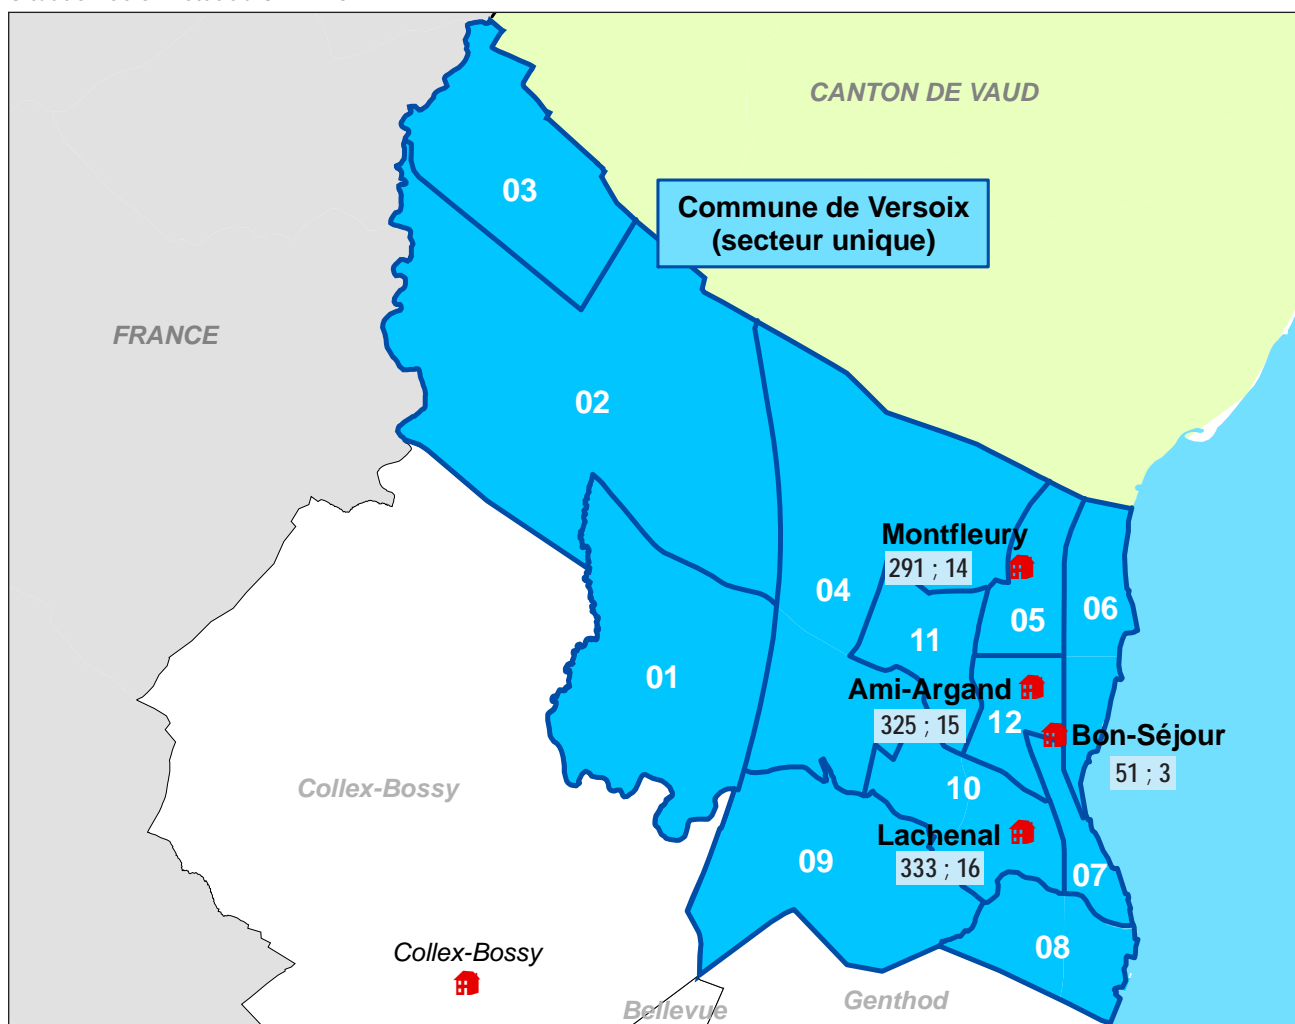 CANTON DE VAUD
03
Commune de Versoix
(secteur unique)
FRANCE
02
Montfleury
291 ; 14
04
05
06
11
01
Ami-Argand
325 ; 15
12
Bon-Séjour
51 ; 3
Collex-Bossy
10
Lachenal
333 ; 16
09
07
08
Collex-Bossy
Genthod
Bellevue